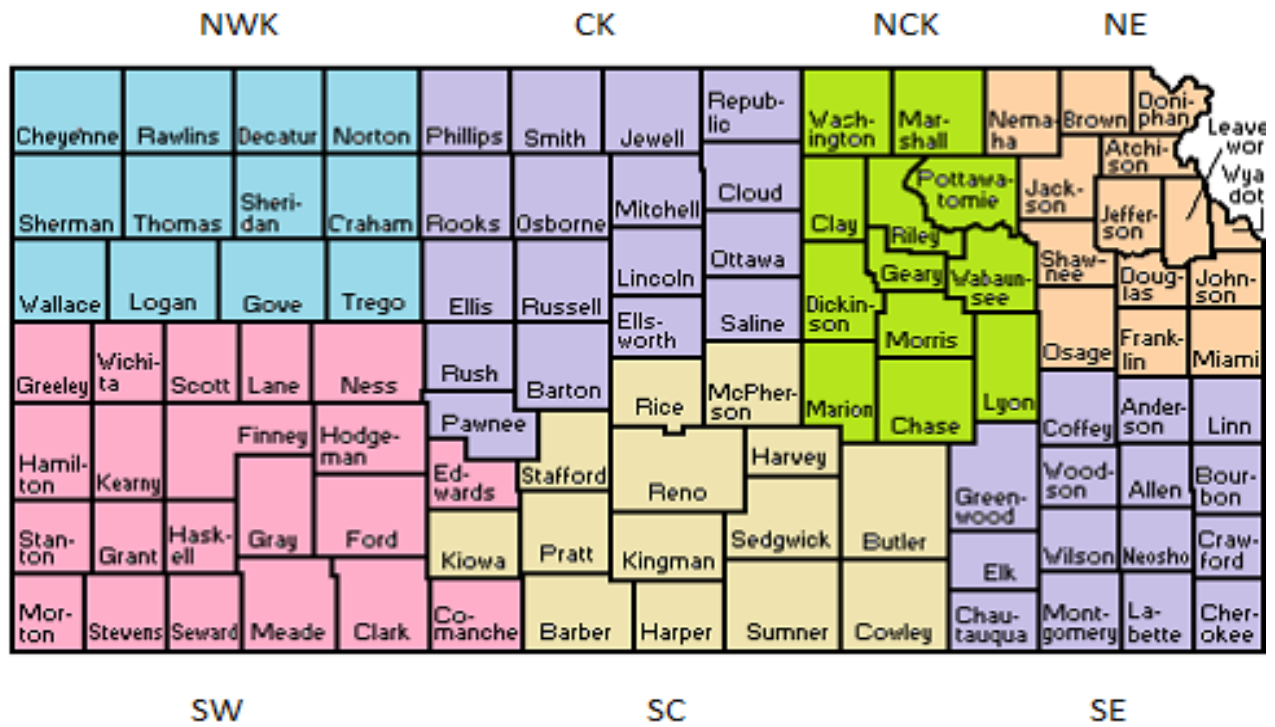 NWK CK NCK NE
Cheyenne Rawlins Decatur Norton Phillips Smith Jewell Repub-
lic Wash-
ington Mar-
shall Nema-
ha Brown Doni-
phan
Leave
wor
Wya
dot
Atchi-
son
Sherman Thomas Sheri-
dan Craham Rooks Osborne Mitchell Cloud Clay Riley Pottawa-
tomie Jack-
son Jeffer-
son
Wallace Logan Gove Trego Ellis Russell Lincoln Ottawa
Ells-
worth Saline Dickin-
son Geary Wabaun-
see Morris Shaw-
nee Doug-
las John-
son
Osage Frank-
lin Miami
Greeley Wichi-
ta Scott Lane Ness Rush Barton Rice McPher-
son Marion Chase Lyon Coffey Ander-
son Linn
Pawnee
Hamil-
ton Kearny Finney Hodge-
man Ed-
wards Stafford Reno Harvey Green-
wood Wood-
son Allen Bour-
bon
Stan-
ton Grant Hask-
ell Gray Ford Kiowa Pratt Kingman Sedgwick Butler Elk Wilson Neosho Craw-
ford
Mor-
ton Stevens Seward Meade Clark Co-
manche Barber Harper Sumner Cowley Chau-
tauqua Mont-
gomery La-
bette Cher-
okee
SW SC SE